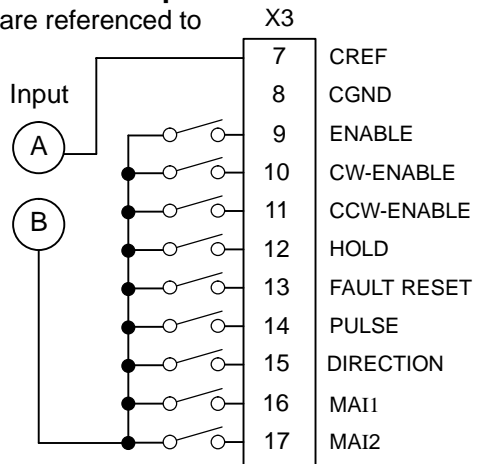 are referenced to
X3
7 CREF
Input
8 CGND
A
9 ENABLE
10 CW-ENABLE
B
11 CCW-ENABLE
12 HOLD
13 FAULT RESET
14 PULSE
15 DIRECTION
16 MAI1
17 MAI2